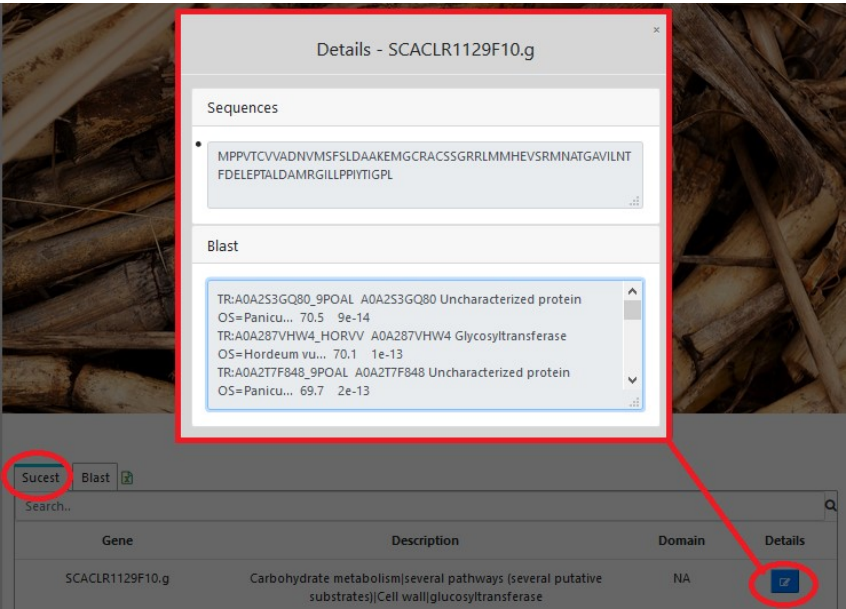 Details - SCACLR1129F10.g
×
Sequences
MPPVTCVVADNVMSFSLDAAKEMGCRACSSGRRLMMHEVSRMNATGAVILNT
FDELEPTALDAMRGILLPPIYTIGPL
Blast
TR:A0A2S3GQ80_9POAL A0A2S3GQ80 Uncharacterized protein
OS=Panicu... 70.5 9e-14
TR:A0A287VHW4_HORVV A0A287VHW4 Glycosyltransferase
OS=Hordeum vu... 70.1 1e-13
TR:A0A2T7F848_9POAL A0A2T7F848 Uncharacterized protein
OS=Panicu... 69.7 2e-13
Sucest Blast
Search..
Gene Description Domain Details
SCACLR1129F10.g Carbohydrate metabolism|several pathways (several putative NA
substrates)|Cell wall|glucosyltransferase